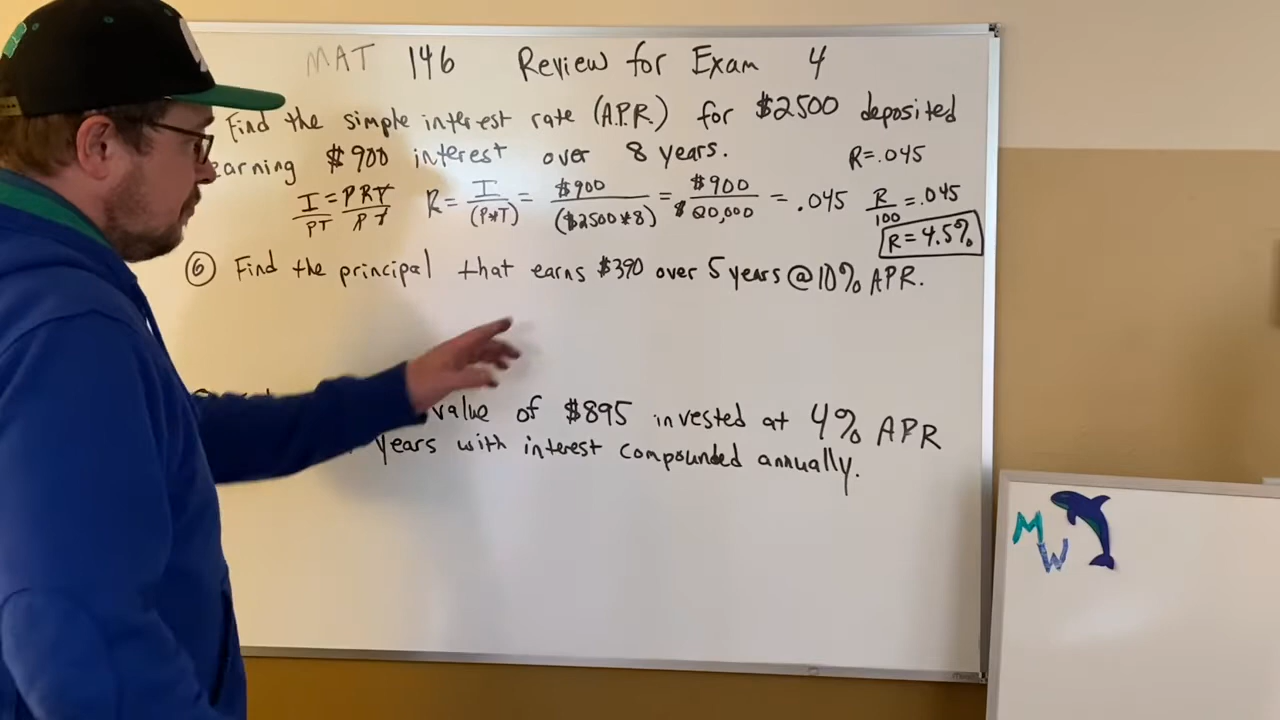 MAT 146 Review for Exam 4
Find the simple interest rate (A.P.R.) for $2500 deposited
earning $900 interest over 8 years.
R=.045
I/PT = PRT/PT R = I/(P*T) = $900/($2500*8) = $900/$20,000 = .045
R/100 = .045
R = 4.5%
⑥ Find the principal that earns $390 over 5 years @ 10% APR.
value of $895 invested at 4% APR
years with interest compounded annually.
M
W